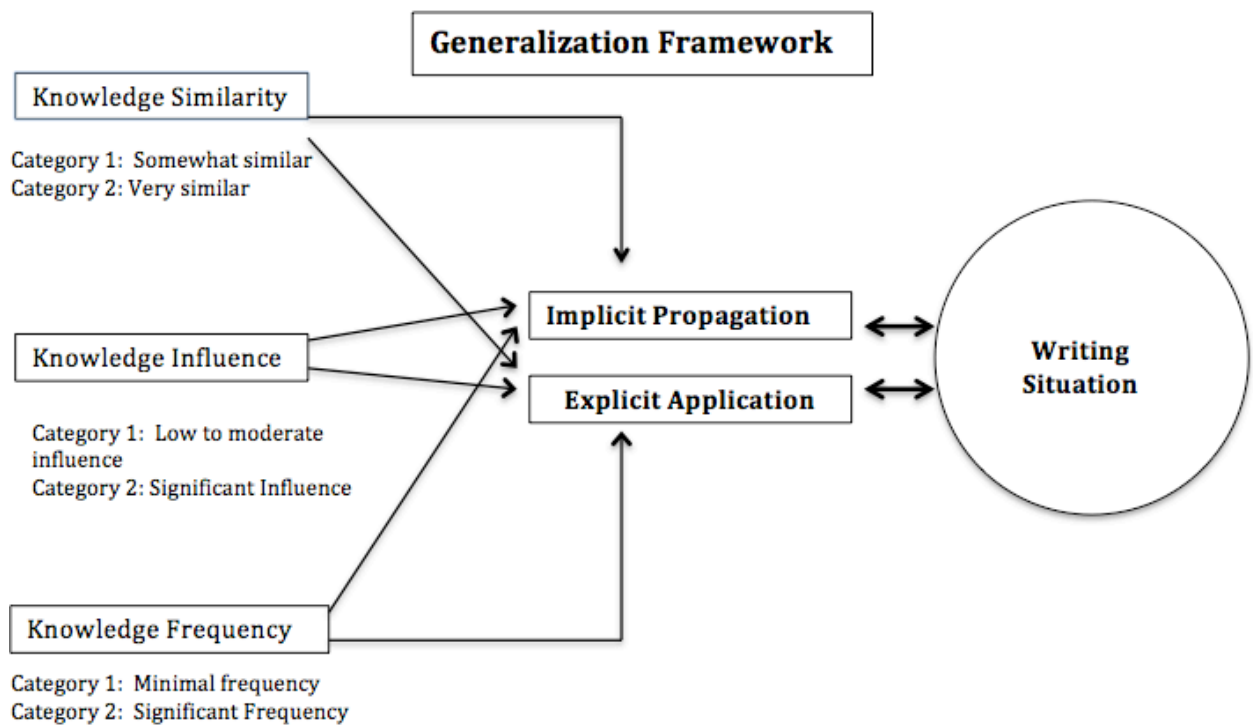 Generalization Framework
Knowledge Similarity
Category 1:  Somewhat similar
Category 2: Very similar
Implicit Propagation
Knowledge Influence
Writing
Situation
Explicit Application
Category 1:  Low to moderate
influence
Category 2: Significant Influence
Knowledge Frequency
Category 1:  Minimal frequency
Category 2: Significant Frequency